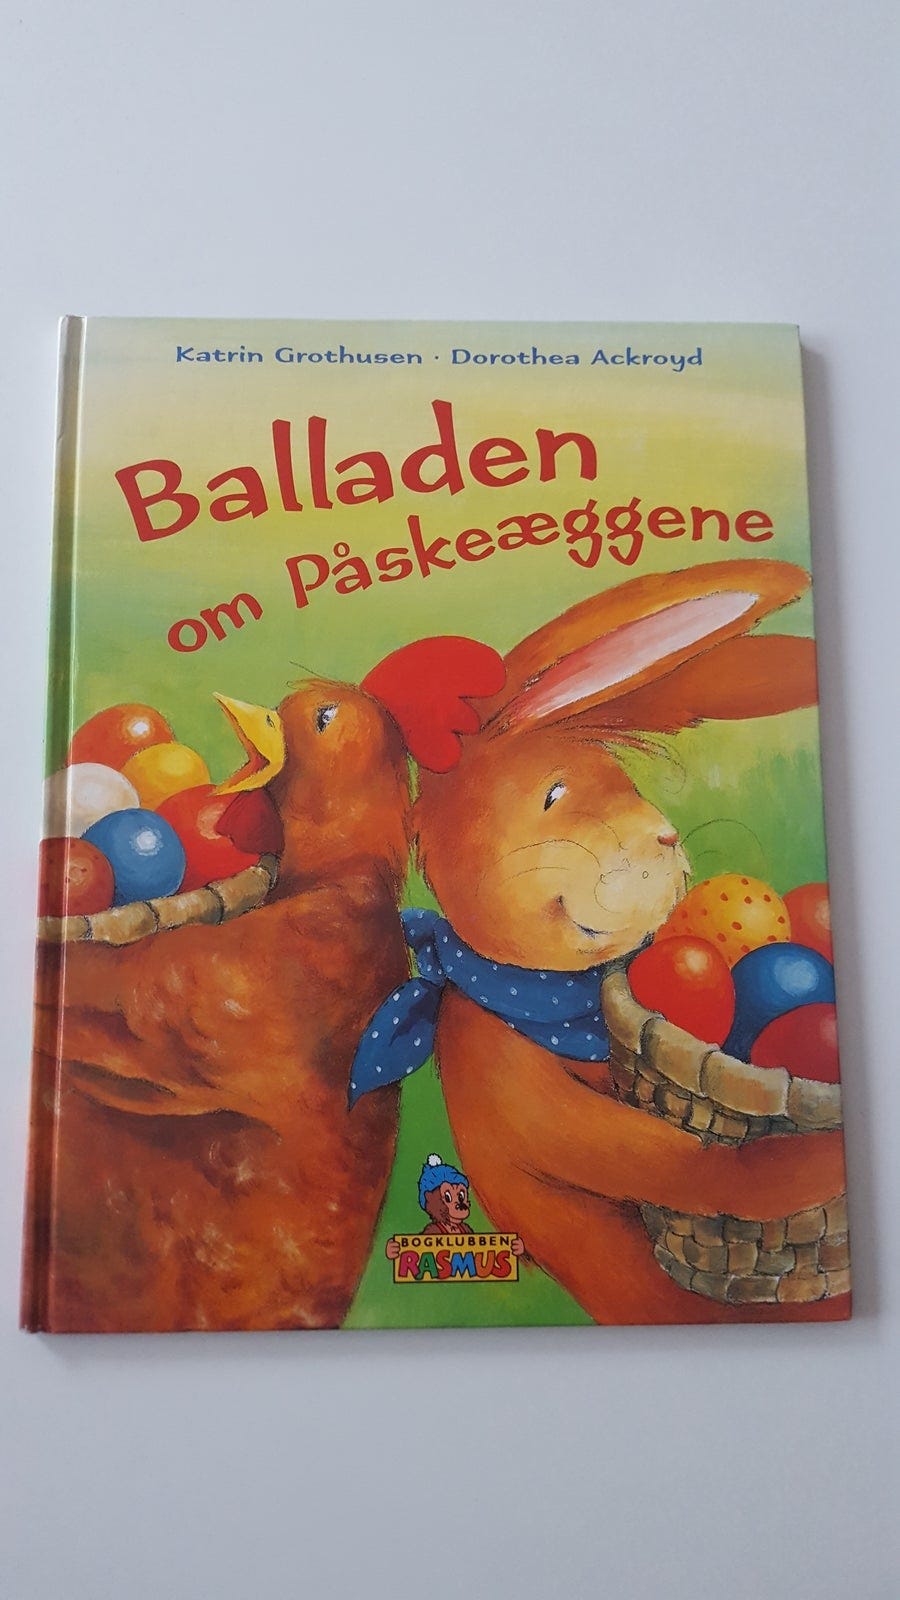 Katrin Grothusen · Dorothea Ackroyd
Balladen
om Påskeæggene
BOGKLUBBEN
RASMUS